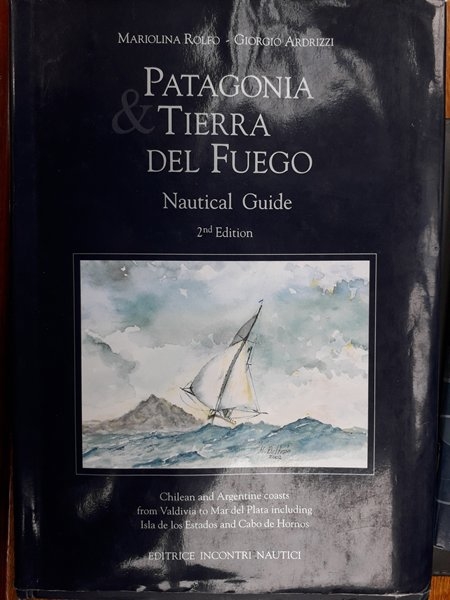 MARIOLINA ROLFO - GIORGIO ARDRIZZI
PATAGONIA
& TIERRA
DEL FUEGO
Nautical Guide
2nd Edition
2002
Chilean and Argentine coasts
from Valdivia to Mar del Plata including
Isla de los Estados and Cabo de Hornos
EDITRICE INCONTRI NAUTICI